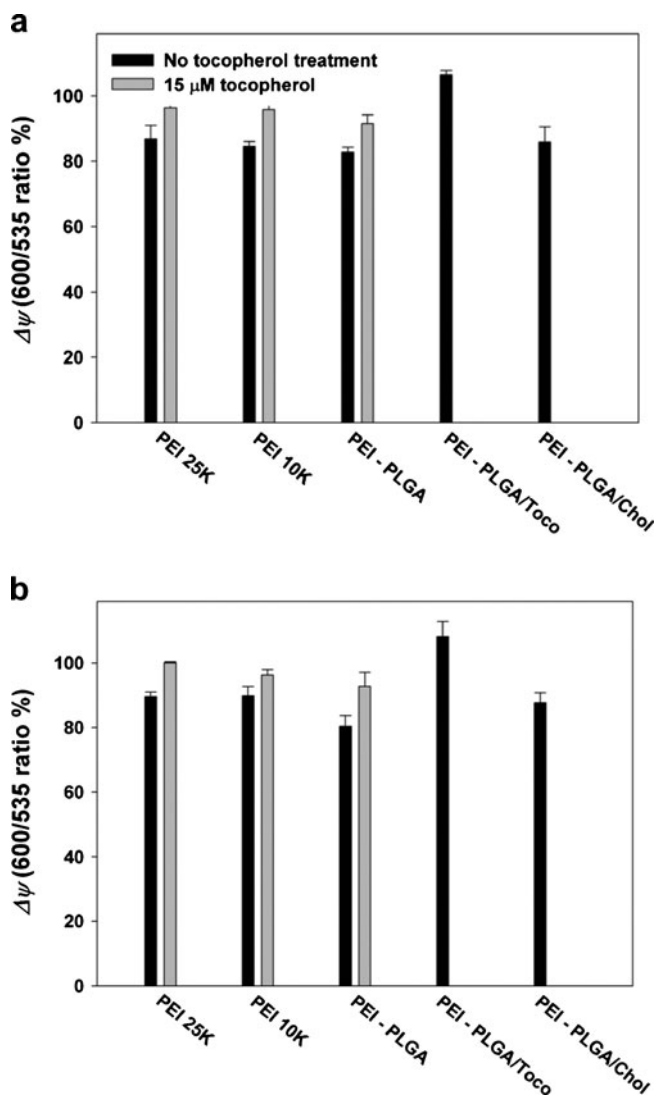 a
No tocopherol treatment
15 μM tocopherol
Δψ (600/535 ratio %)
100
80
60
40
20
0
PEI 25K
PEI 10K
PEI - PLGA
PEI - PLGA/Toco
PEI - PLGA/Chol
b
Δψ (600/535 ratio %)
100
80
60
40
20
0
PEI 25K
PEI 10K
PEI - PLGA
PEI - PLGA/Toco
PEI - PLGA/Chol